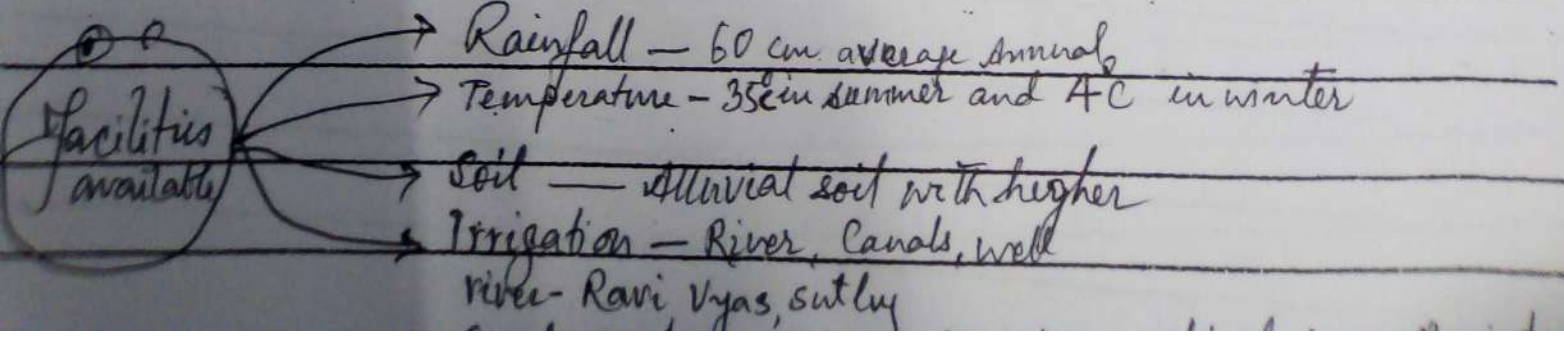 Facilities
available
Rainfall — 60 cm average Annual
Temperature - 35°C in summer and 4°C in winter
Soil — Alluvial soil with higher
Irrigation — River, Canals, well
river - Ravi, Vyas, sutluj